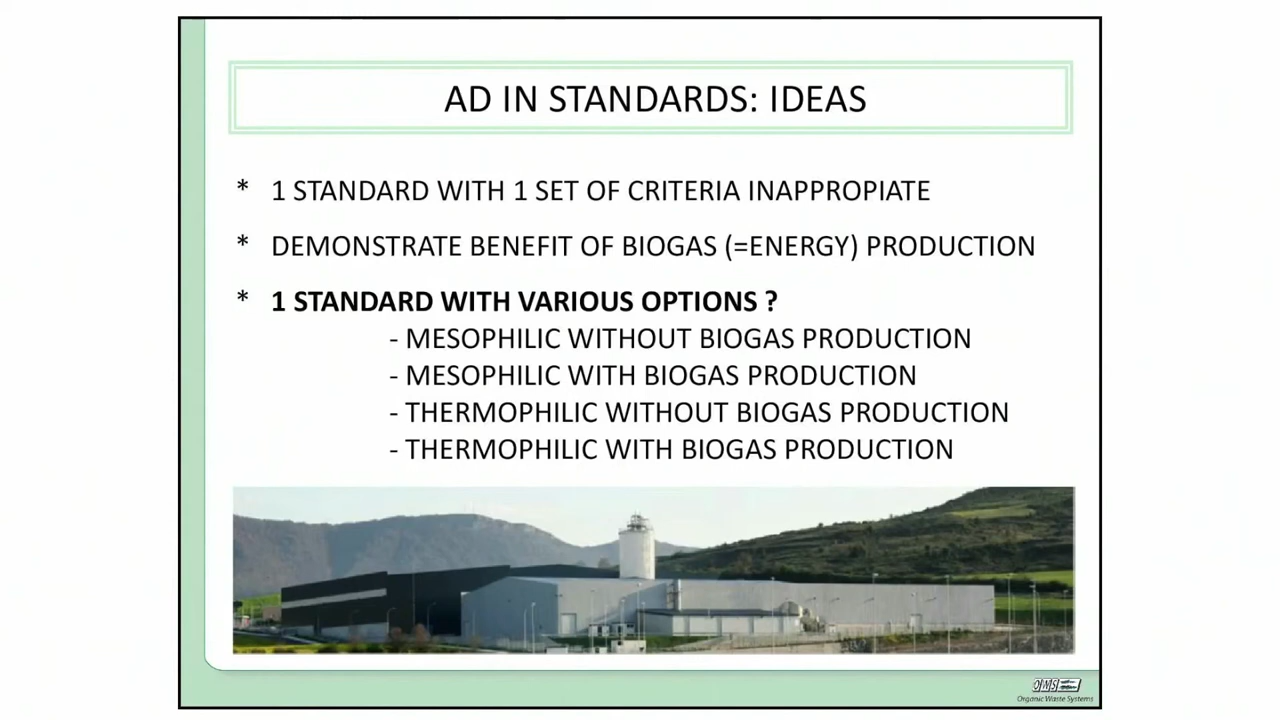 AD IN STANDARDS: IDEAS
* 1 STANDARD WITH 1 SET OF CRITERIA INAPPROPIATE
* DEMONSTRATE BENEFIT OF BIOGAS (=ENERGY) PRODUCTION
* 1 STANDARD WITH VARIOUS OPTIONS ?
- MESOPHILIC WITHOUT BIOGAS PRODUCTION
- MESOPHILIC WITH BIOGAS PRODUCTION
- THERMOPHILIC WITHOUT BIOGAS PRODUCTION
- THERMOPHILIC WITH BIOGAS PRODUCTION
OWS
Organic Waste Systems